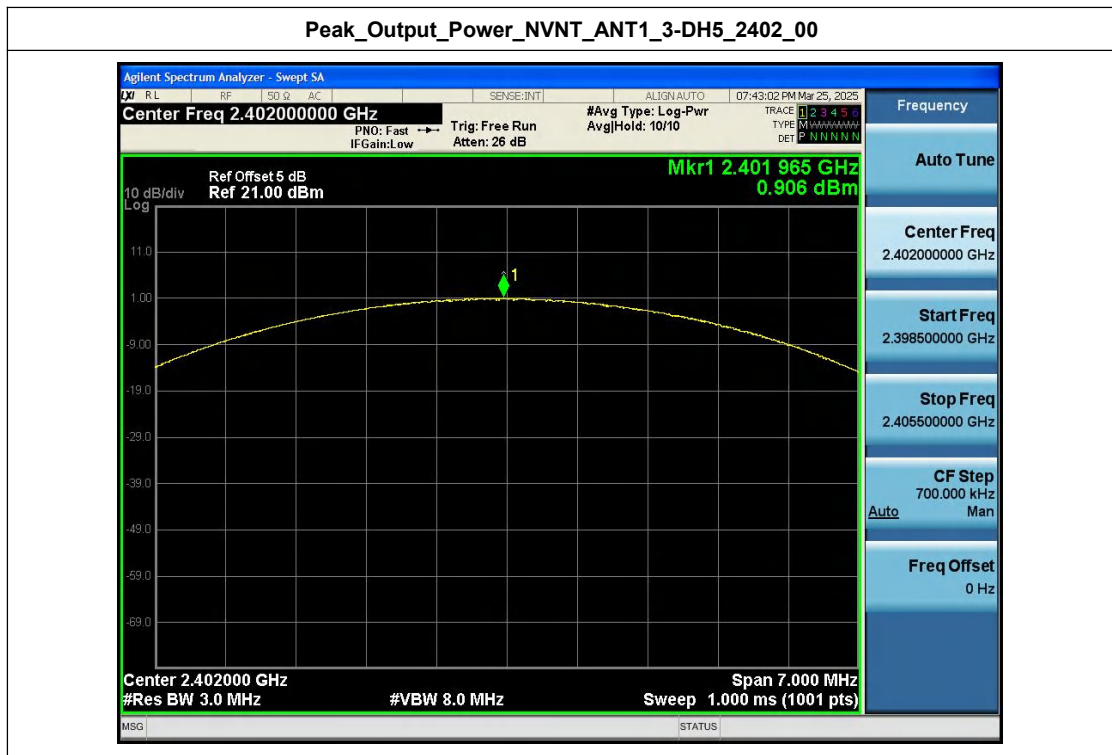 Peak_Output_Power_NVNT_ANT1_3-DH5_2402_00
Agilent Spectrum Analyzer - Swept SA
LXI RL RF 50 Ω AC SENSE:INT ALIGN AUTO 07:43:02 PM Mar 25, 2025
Center Freq 2.402000000 GHz
PNO: Fast
IFGain:Low
Trig: Free Run
Atten: 26 dB
#Avg Type: Log-Pwr
Avg|Hold: 10/10
TRACE 1 2 3 4 5 6
TYPE M
DET P N N N N N
Mkr1 2.401 965 GHz
0.906 dBm
Ref Offset 5 dB
10 dB/div Ref 21.00 dBm
Log
11.0
1.00
-9.00
-19.0
-29.0
-39.0
-49.0
-59.0
-69.0
1
Center 2.402000 GHz Span 7.000 MHz
#Res BW 3.0 MHz #VBW 8.0 MHz Sweep 1.000 ms (1001 pts)
MSG STATUS
Frequency
Auto Tune
Center Freq
2.402000000 GHz
Start Freq
2.398500000 GHz
Stop Freq
2.405500000 GHz
CF Step
700.000 kHz
Auto Man
Freq Offset
0 Hz